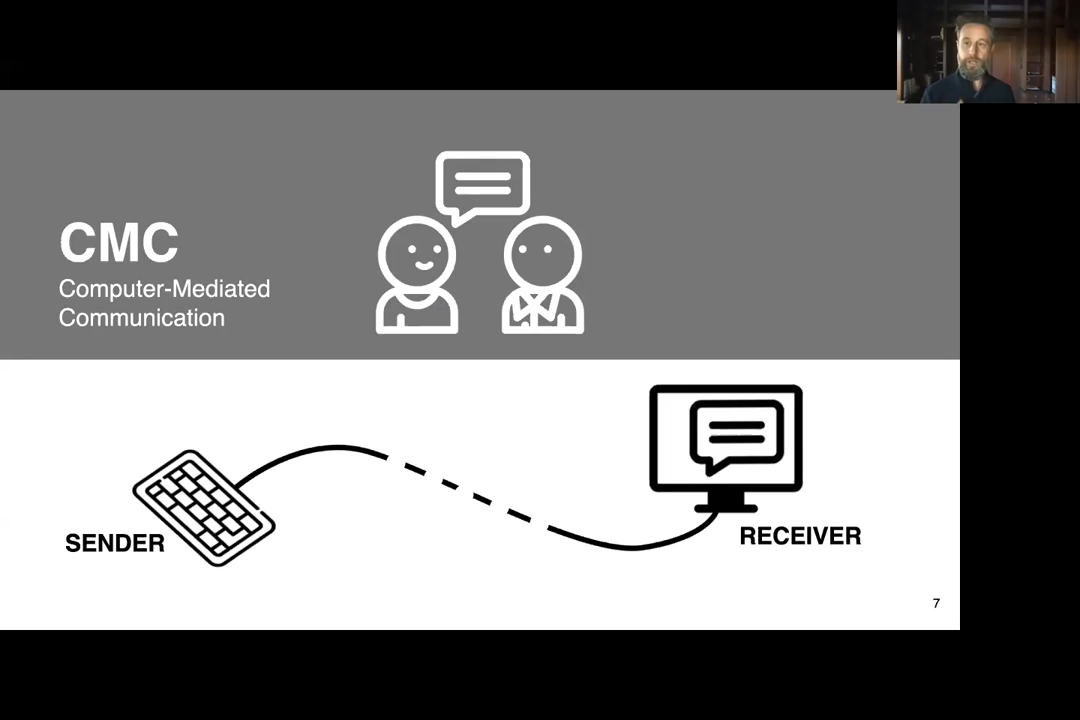 CMC
Computer-Mediated
Communication
SENDER
RECEIVER
7